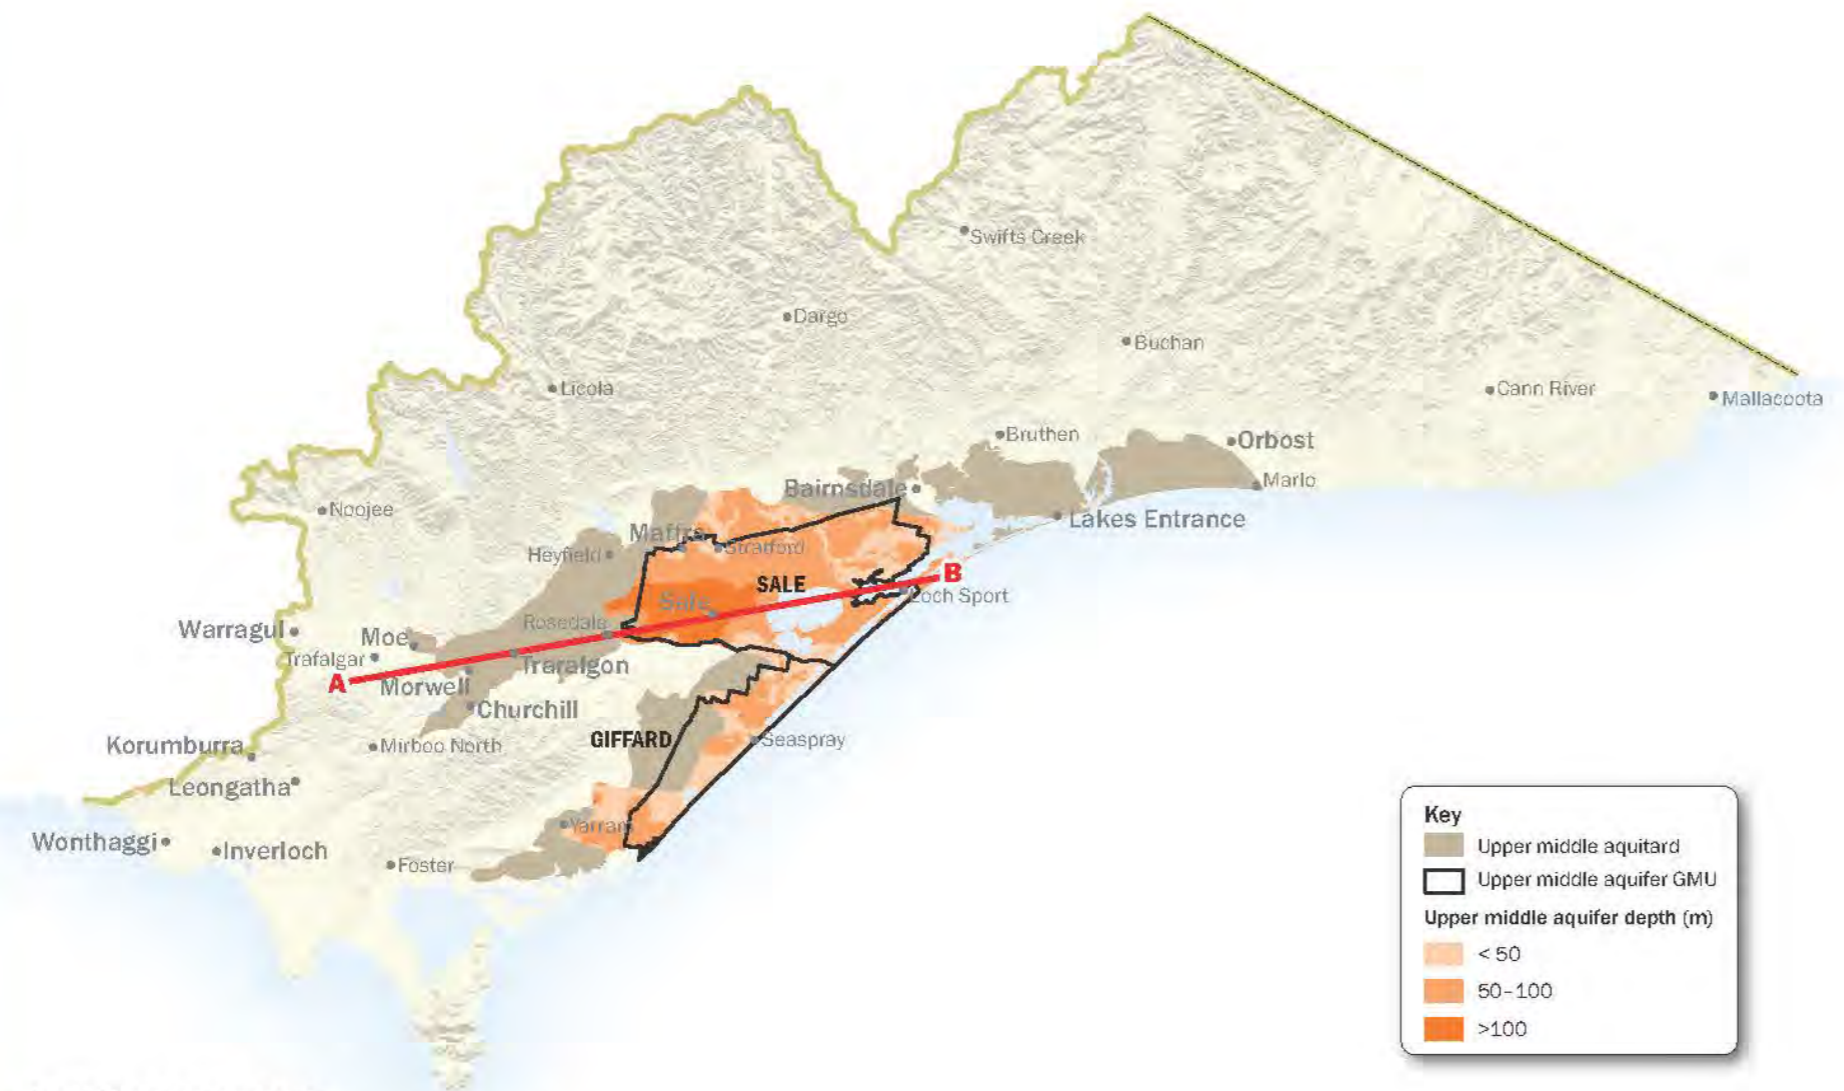 Swifts Creek
Dargo
Buchan
Licola
Cann River
Mallacoota
Bruthen
Orbost
Marlo
Bairnsdale
Noojee
Lakes Entrance
Maffra
Stratford
Heyfield
B
SALE
Loch Sport
Sale
Rosedale
Warragul
Moe
Trafalgar
Traralgon
A
Morwell
Churchill
GIFFARD
Seaspray
Korumburra
Mirboo North
Leongatha
Yarram
Wonthaggi
Inverloch
Foster
Key
Upper middle aquitard
Upper middle aquifer GMU
Upper middle aquifer depth (m)
< 50
50–100
>100